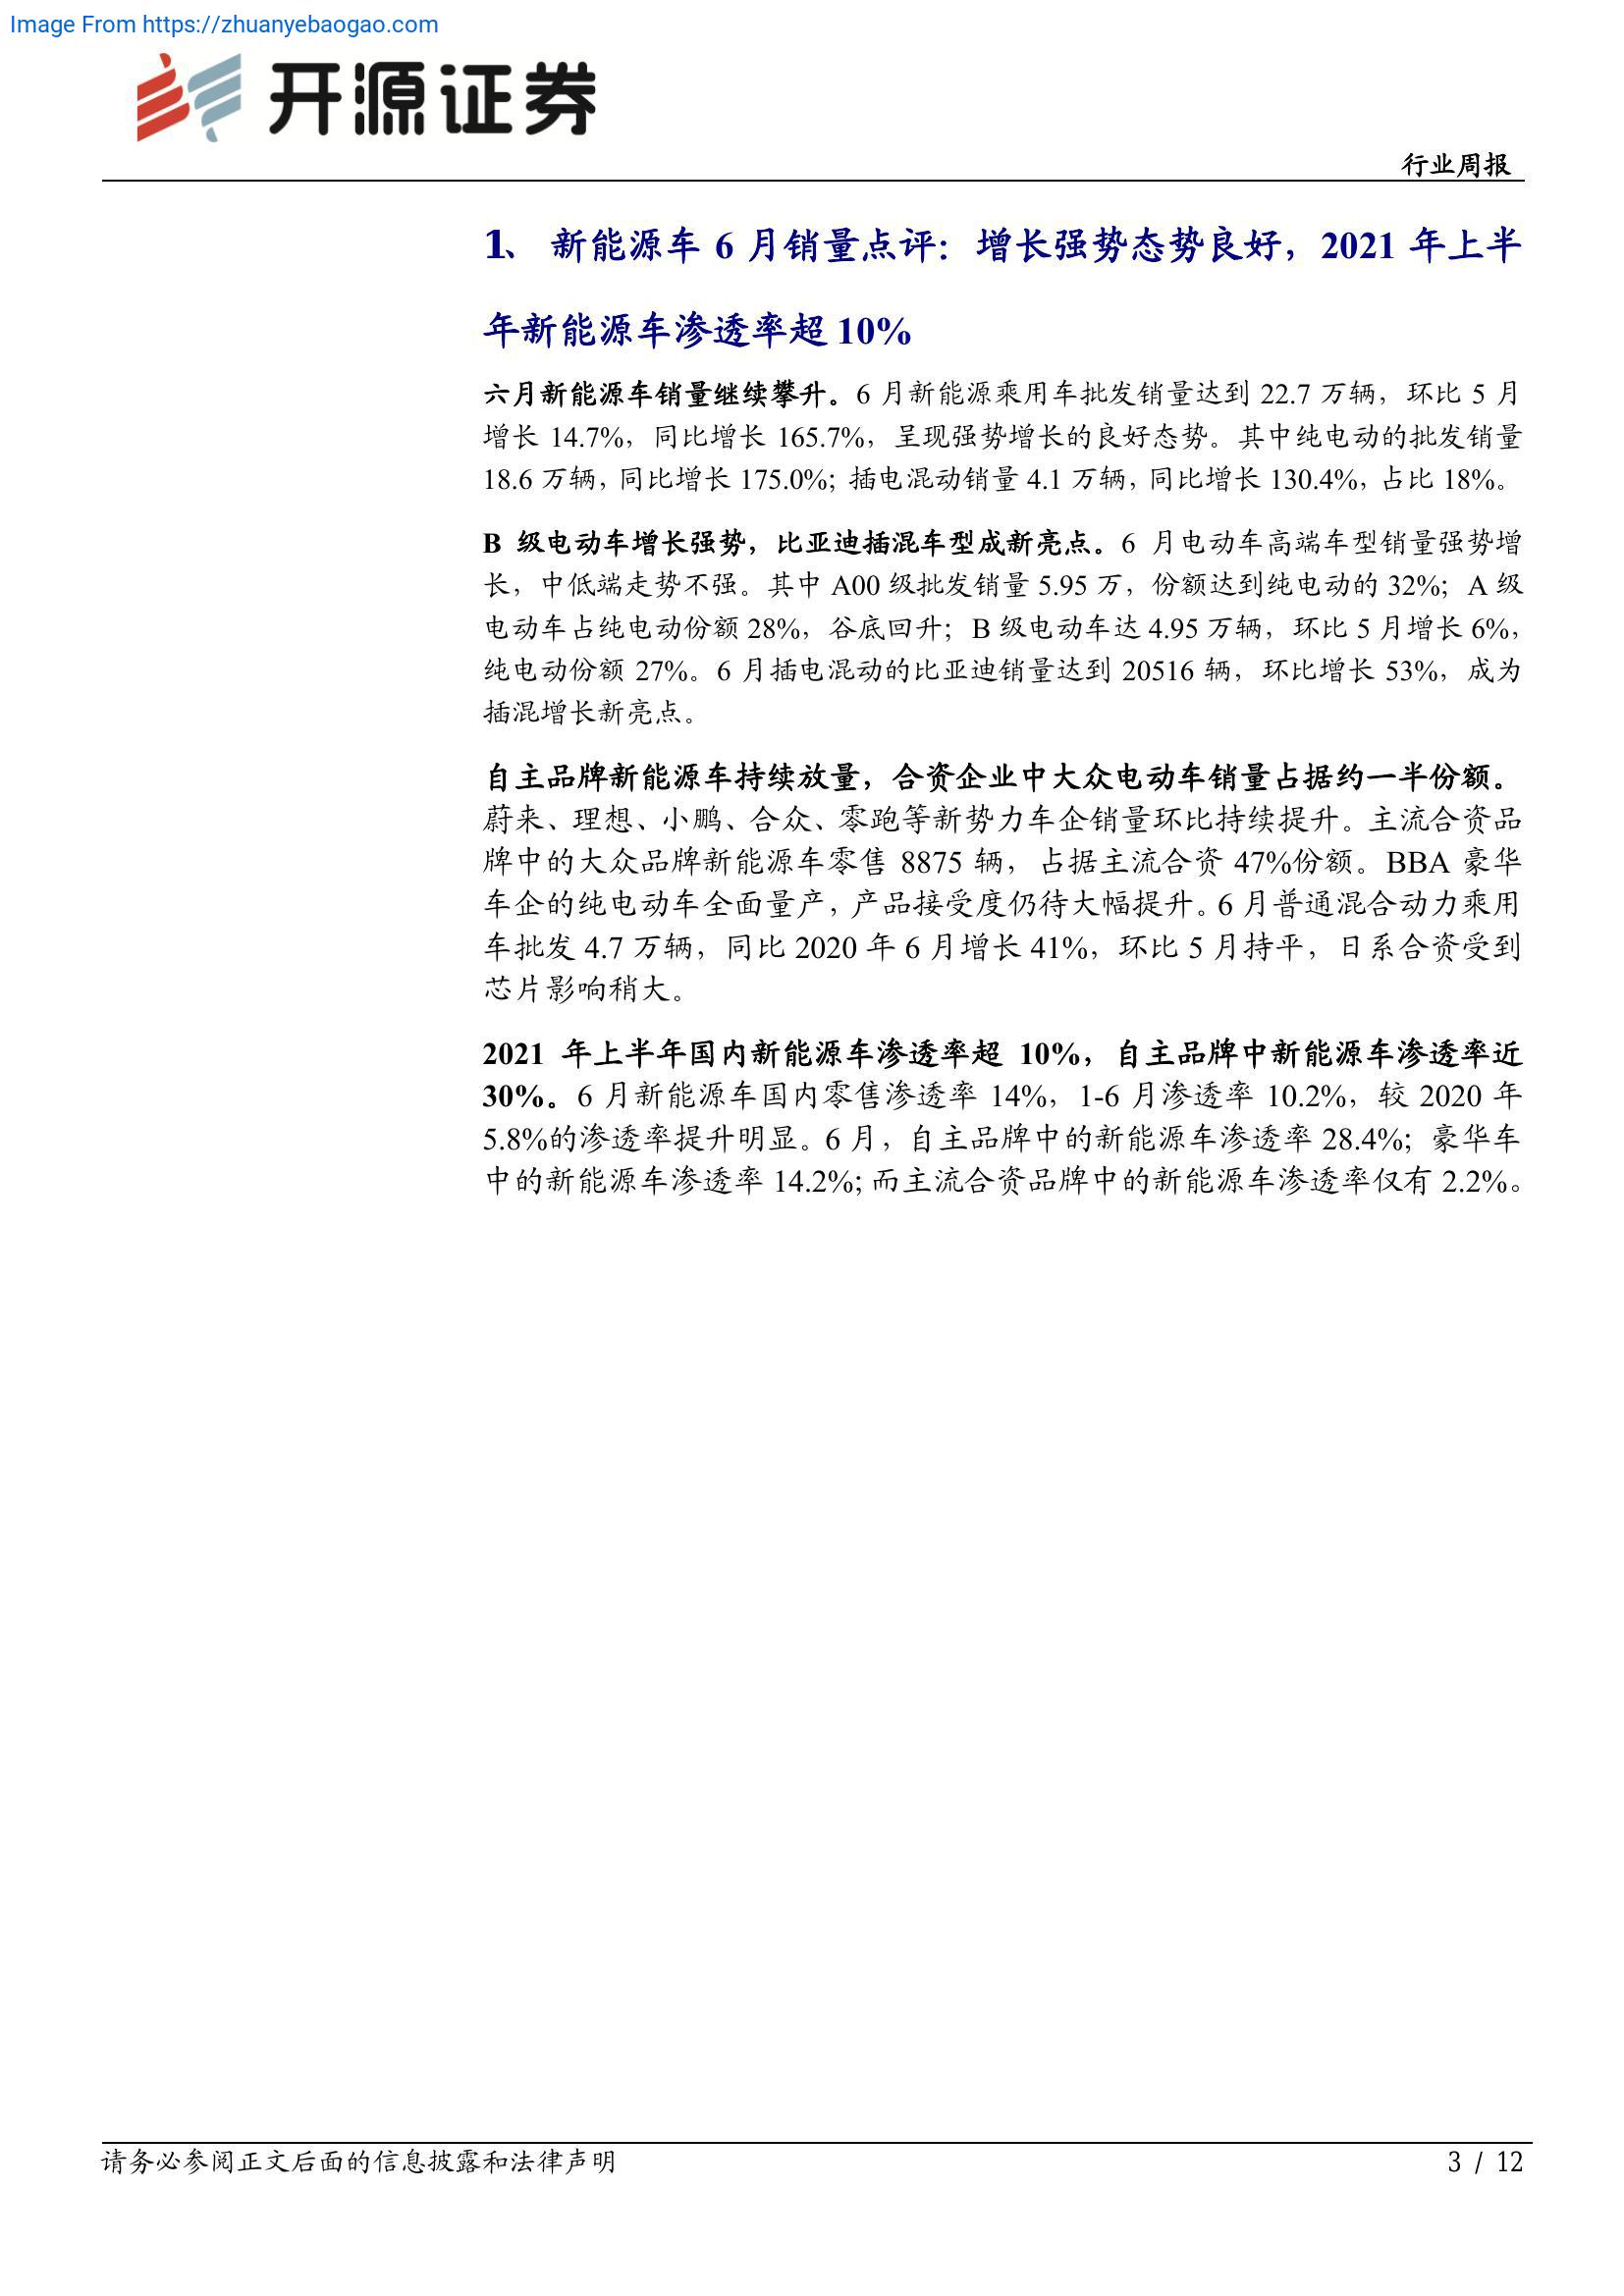 Image From https://zhuanyebaogao.com
开源证券
行业周报
1、 新能源车 6 月销量点评：增长强势态势良好，2021 年上半
年新能源车渗透率超 10%
六月新能源车销量继续攀升。6 月新能源乘用车批发销量达到 22.7 万辆，环比 5 月
增长 14.7%，同比增长 165.7%，呈现强势增长的良好态势。其中纯电动的批发销量
18.6 万辆，同比增长 175.0%；插电混动销量 4.1 万辆，同比增长 130.4%，占比 18%。
B 级电动车增长强势，比亚迪插混车型成新亮点。6 月电动车高端车型销量强势增
长，中低端走势不强。其中 A00 级批发销量 5.95 万，份额达到纯电动的 32%；A 级
电动车占纯电动份额 28%，谷底回升；B 级电动车达 4.95 万辆，环比 5 月增长 6%，
纯电动份额 27%。6 月插电混动的比亚迪销量达到 20516 辆，环比增长 53%，成为
插混增长新亮点。
自主品牌新能源车持续放量，合资企业中大众电动车销量占据约一半份额。
蔚来、理想、小鹏、合众、零跑等新势力车企销量环比持续提升。主流合资品
牌中的大众品牌新能源车零售 8875 辆，占据主流合资 47%份额。BBA 豪华
车企的纯电动车全面量产，产品接受度仍待大幅提升。6 月普通混合动力乘用
车批发 4.7 万辆，同比 2020 年 6 月增长 41%，环比 5 月持平，日系合资受到
芯片影响稍大。
2021 年上半年国内新能源车渗透率超 10%，自主品牌中新能源车渗透率近
30%。6 月新能源车国内零售渗透率 14%，1-6 月渗透率 10.2%，较 2020 年
5.8%的渗透率提升明显。6 月，自主品牌中的新能源车渗透率 28.4%；豪华车
中的新能源车渗透率 14.2%；而主流合资品牌中的新能源车渗透率仅有 2.2%。
请务必参阅正文后面的信息披露和法律声明
3 / 12